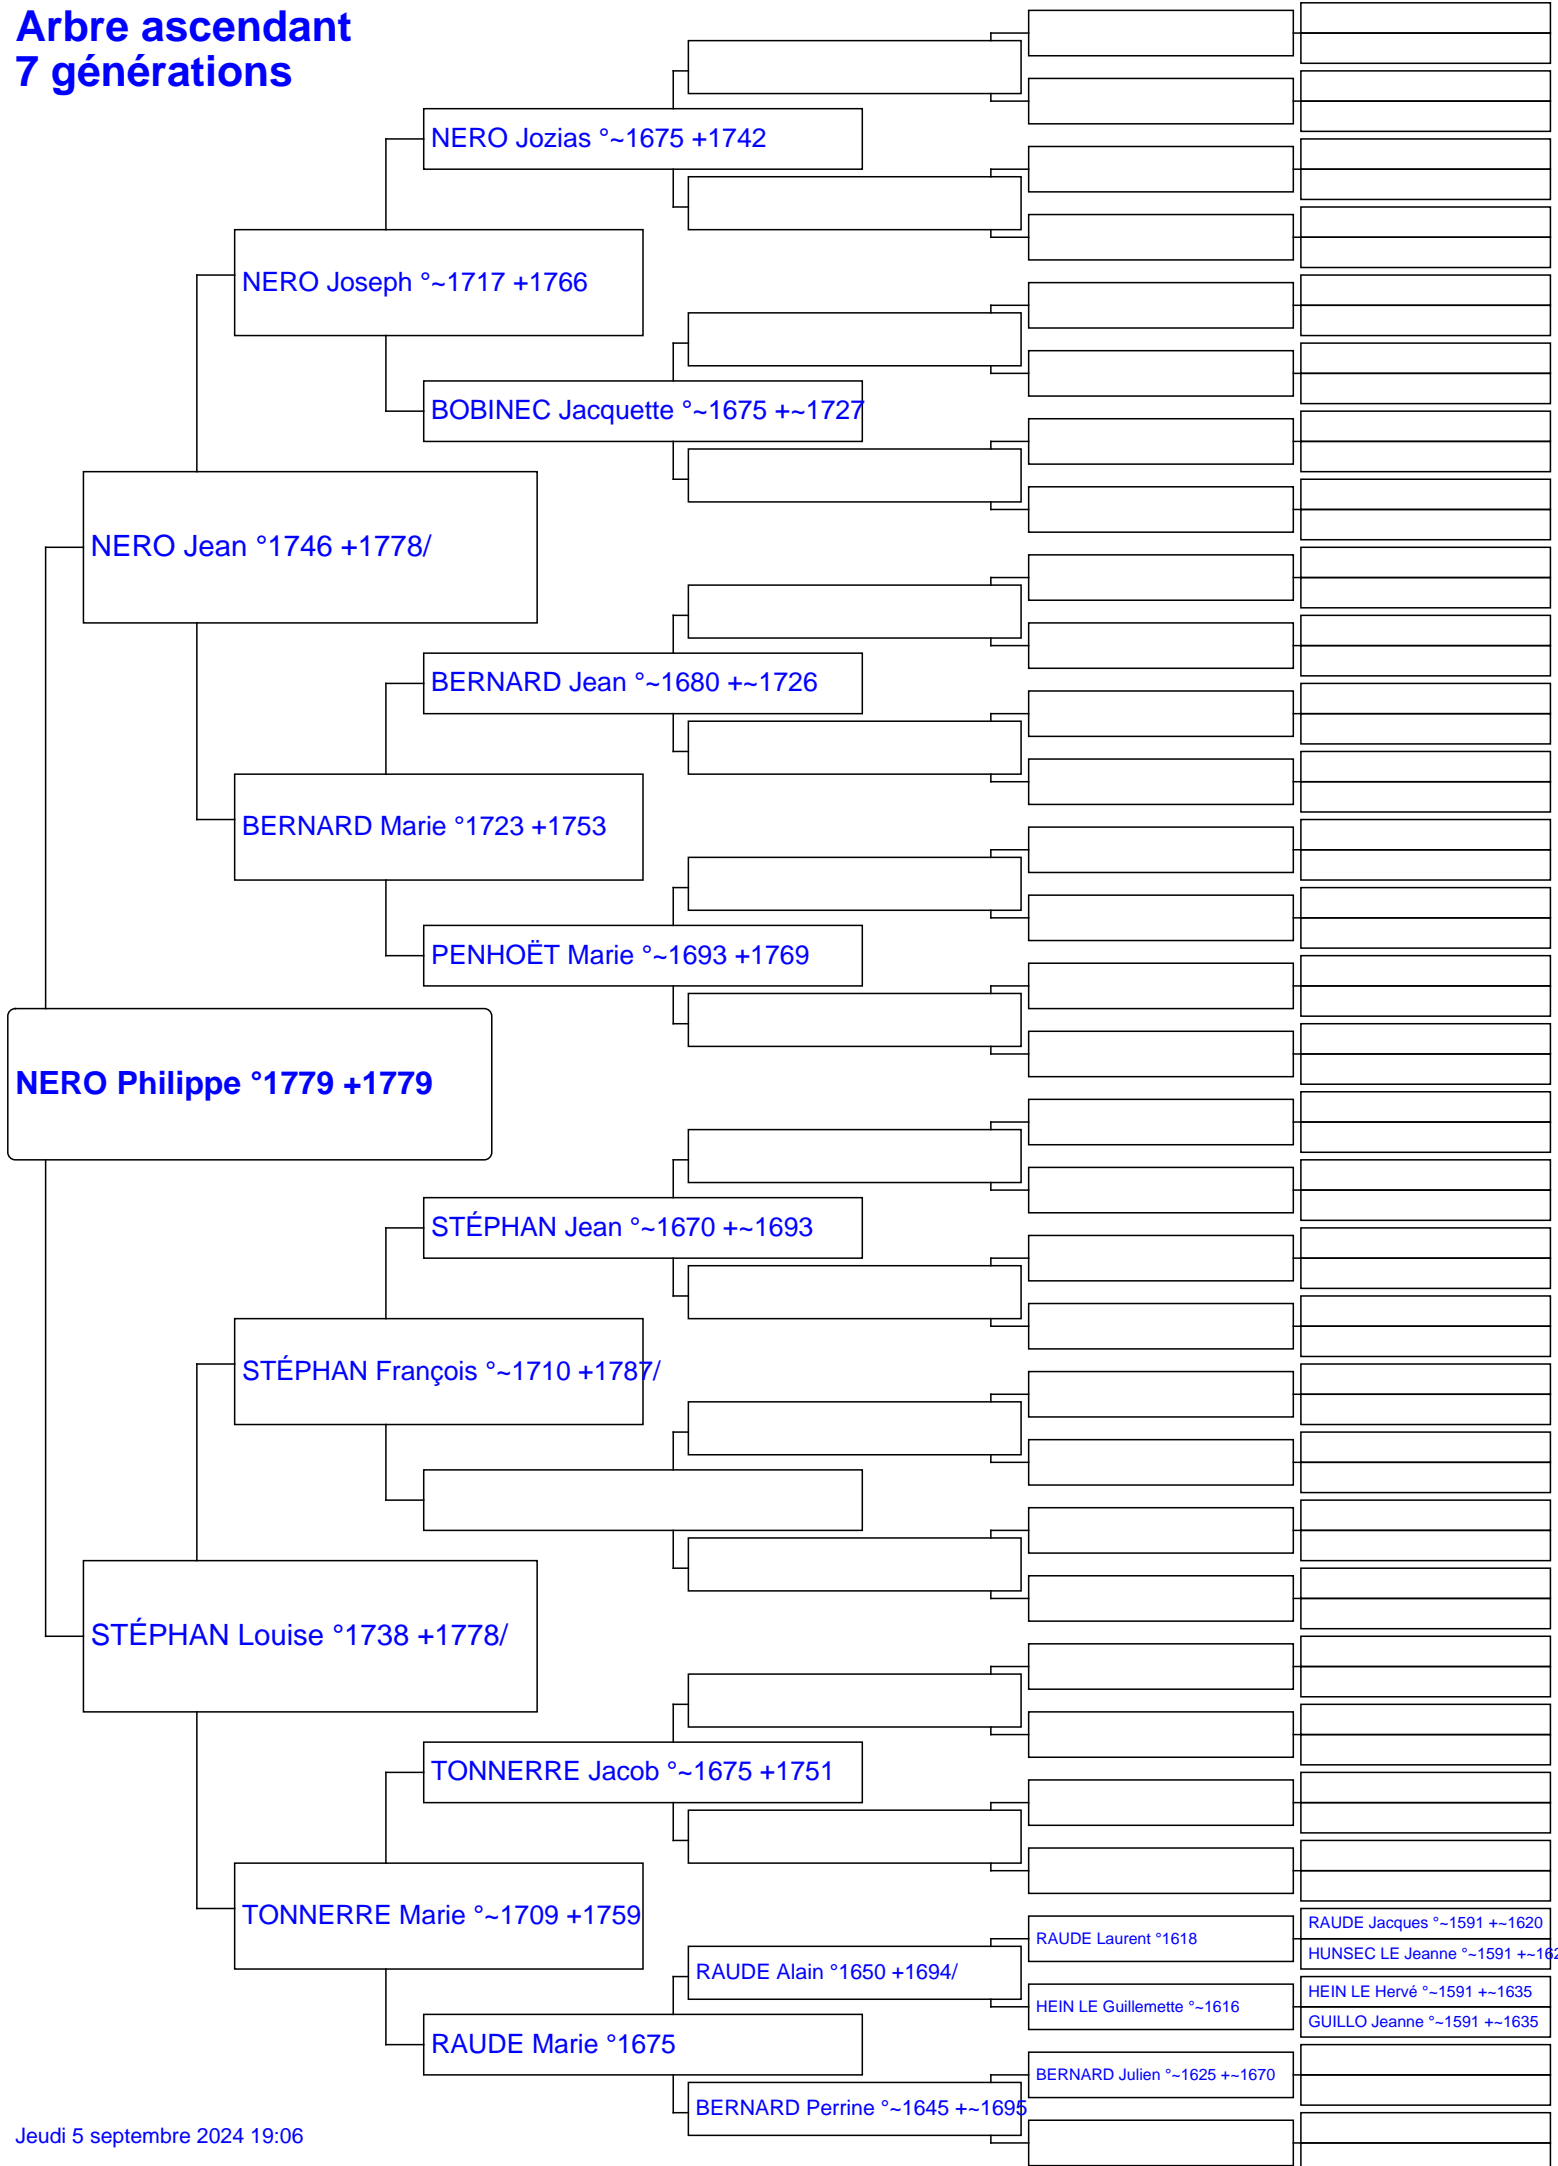 Arbre ascendant
7 générations
NERO Jozias °~1675 +1742
NERO Joseph °~1717 +1766
BOBINEC Jacquette °~1675 +~1727
NERO Jean °1746 +1778/
BERNARD Jean °~1680 +~1726
BERNARD Marie °1723 +1753
PENHOËT Marie °~1693 +1769
NERO Philippe °1779 +1779
STÉPHAN Jean °~1670 +~1693
STÉPHAN François °~1710 +1787/
STÉPHAN Louise °1738 +1778/
TONNERRE Jacob °~1675 +1751
TONNERRE Marie °~1709 +1759
RAUDE Jacques °~1591 +~1620
RAUDE Laurent °1618
HUNSEC LE Jeanne °~1591
RAUDE Alain °1650 +1694/
HEIN LE Hervé °~1591 +~1635
HEIN LE Guillemette °~1616
GUILLO Jeanne °~1591 +~1635
RAUDE Marie °1675
BERNARD Julien °~1625 +~1670
BERNARD Perrine °~1645 +~1695
Jeudi 5 septembre 2024 19:06